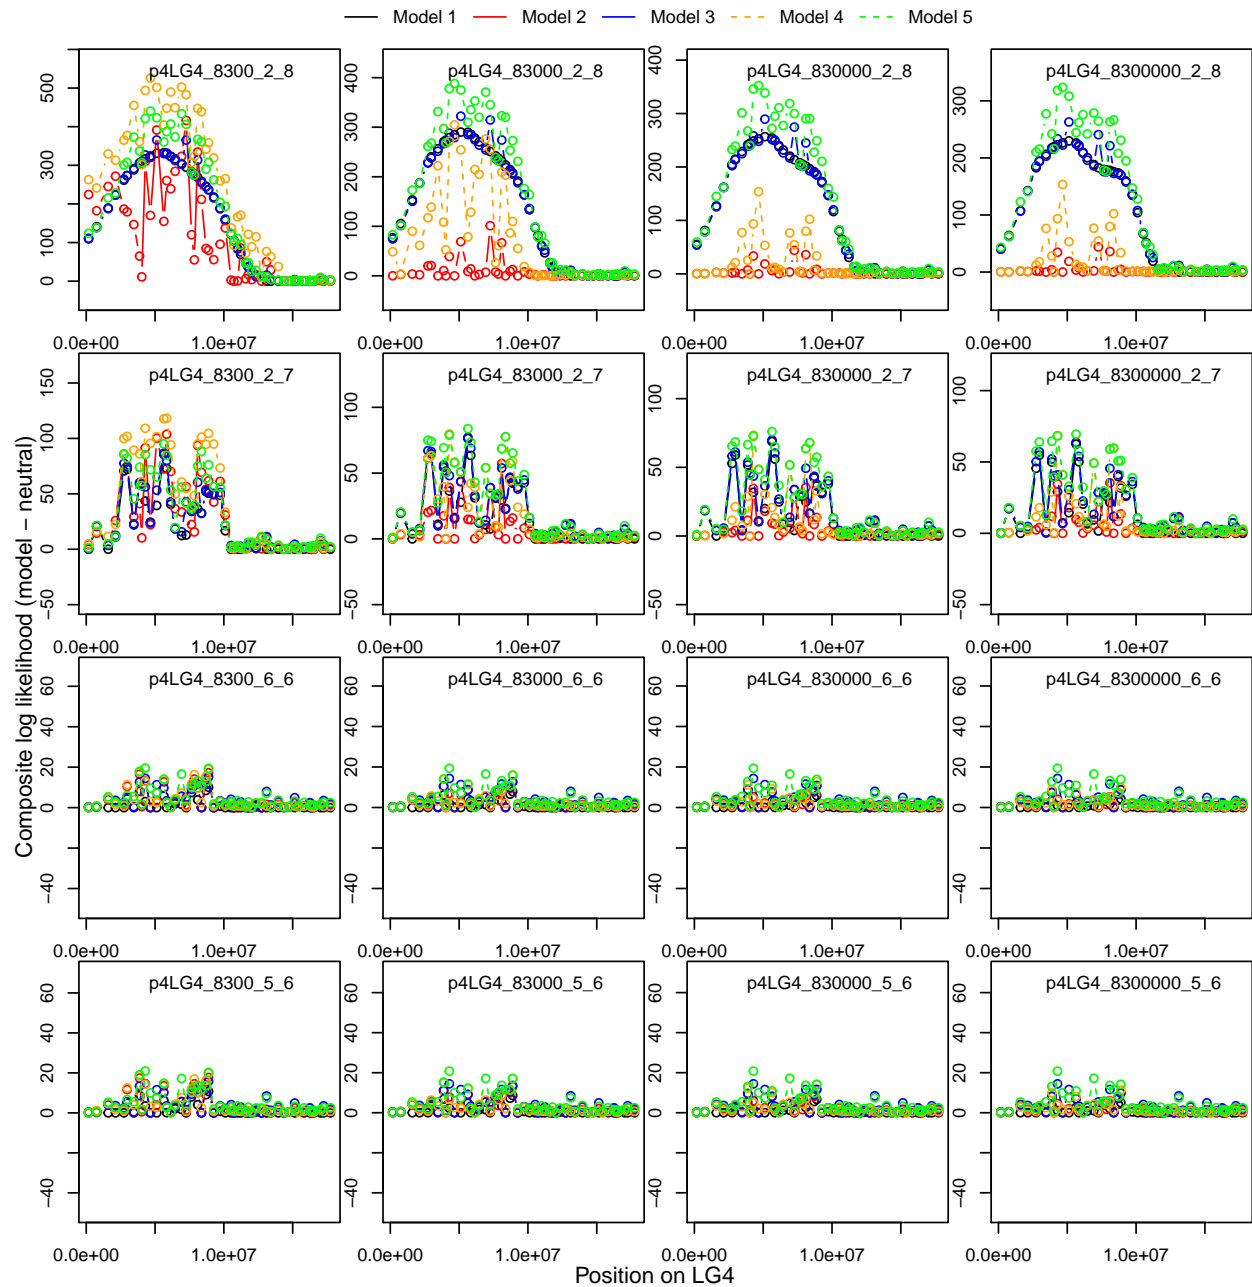 Model 1 Model 2 Model 3 Model 4 Model 5
p4LG4_8300_2_8 p4LG4_83000_2_8 p4LG4_830000_2_8 p4LG4_8300000_2_8
0 100 300 500
0 100 200 300 400
0 100 200 300 400
0 100 200 300
0.0e+00 1.0e+07 0.0e+00 1.0e+07 0.0e+00 1.0e+07 0.0e+00 1.0e+07
p4LG4_8300_2_7 p4LG4_83000_2_7 p4LG4_830000_2_7 p4LG4_8300000_2_7
−50 0 50 100 150
−50 0 50 100
−50 0 50 100
−50 0 50 100
0.0e+00 1.0e+07 0.0e+00 1.0e+07 0.0e+00 1.0e+07 0.0e+00 1.0e+07
p4LG4_8300_6_6 p4LG4_83000_6_6 p4LG4_830000_6_6 p4LG4_8300000_6_6
−40 0 20 40 60
−40 0 20 40 60
−40 0 20 40 60
−40 0 20 40 60
0.0e+00 1.0e+07 0.0e+00 1.0e+07 0.0e+00 1.0e+07 0.0e+00 1.0e+07
p4LG4_8300_5_6 p4LG4_83000_5_6 p4LG4_830000_5_6 p4LG4_8300000_5_6
−40 0 20 40 60
−40 0 20 40 60
−40 0 20 40 60
−40 0 20 40 60
0.0e+00 1.0e+07 0.0e+00 1.0e+07 0.0e+00 1.0e+07 0.0e+00 1.0e+07
Composite log likelihood (model − neutral)
Position on LG4